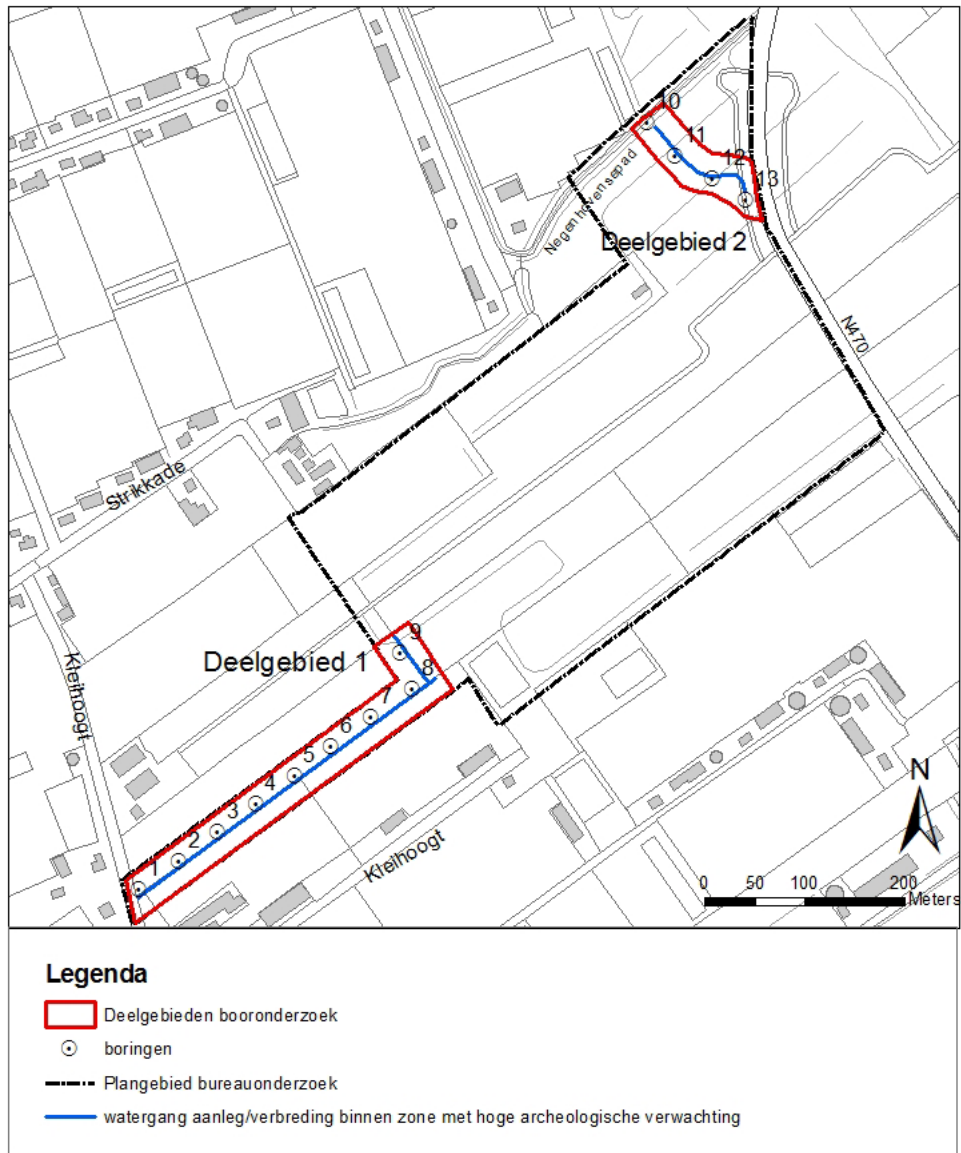 10
11
12
13
Negenhovensepad
Deelgebied 2
N470
Strikkade
Kleihoogt
Deelgebied 1
9
8
7
6
5
4
3
2
1
Kleihoogt
N
0 50 100 200
Meters
Legenda
Deelgebieden booronderzoek
boringen
Plangebied bureauonderzoek
watergang aanleg/verbreding binnen zone met hoge archeologische verwachting